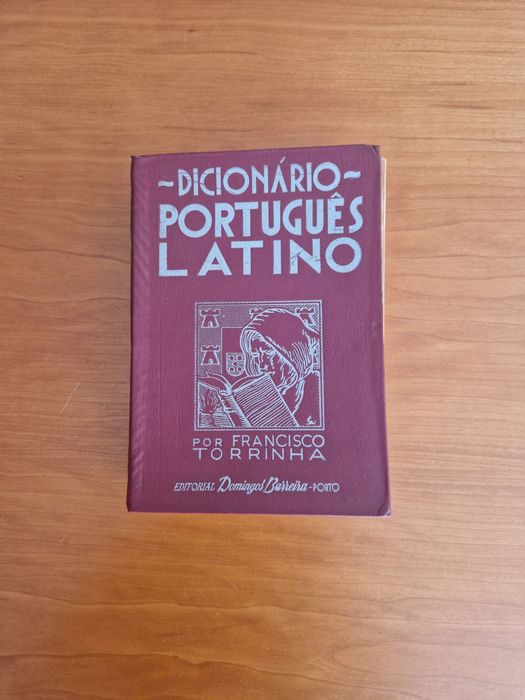 ~DICIONÁRIO~
PORTUGUÊS
LATINO
POR FRANCISCO
TORRINHA
EDITORIAL Domingos Barreira-PORTO